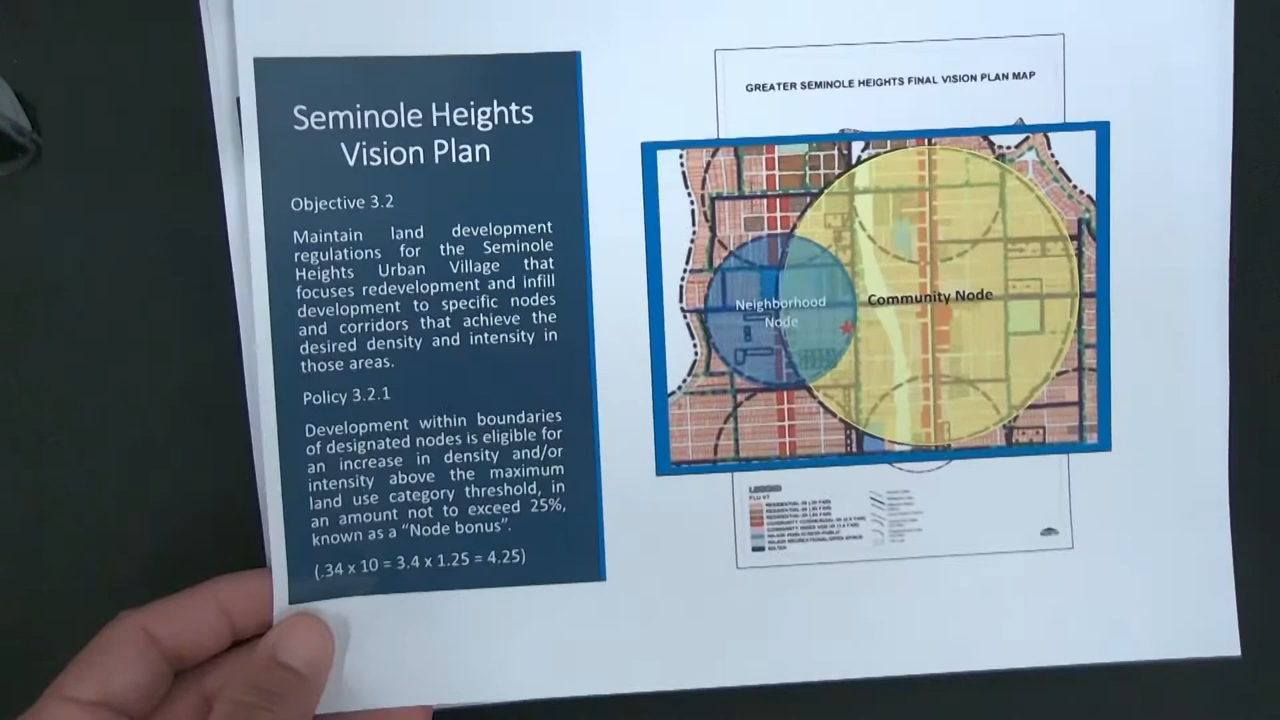 Seminole Heights
Vision Plan
Objective 3.2
Maintain land development
regulations for the Seminole
Heights Urban Village that
focuses redevelopment and infill
development to specific nodes
and corridors that achieve the
desired density and intensity in
those areas.
Policy 3.2.1
Development within boundaries
of designated nodes is eligible for
an increase in density and/or
intensity above the maximum
land use category threshold, in
an amount not to exceed 25%,
known as a “Node bonus”.
(.34 x 10 = 3.4 x 1.25 = 4.25)
GREATER SEMINOLE HEIGHTS FINAL VISION PLAN MAP
Neighborhood
Node
Community Node
LEGEND
WATER